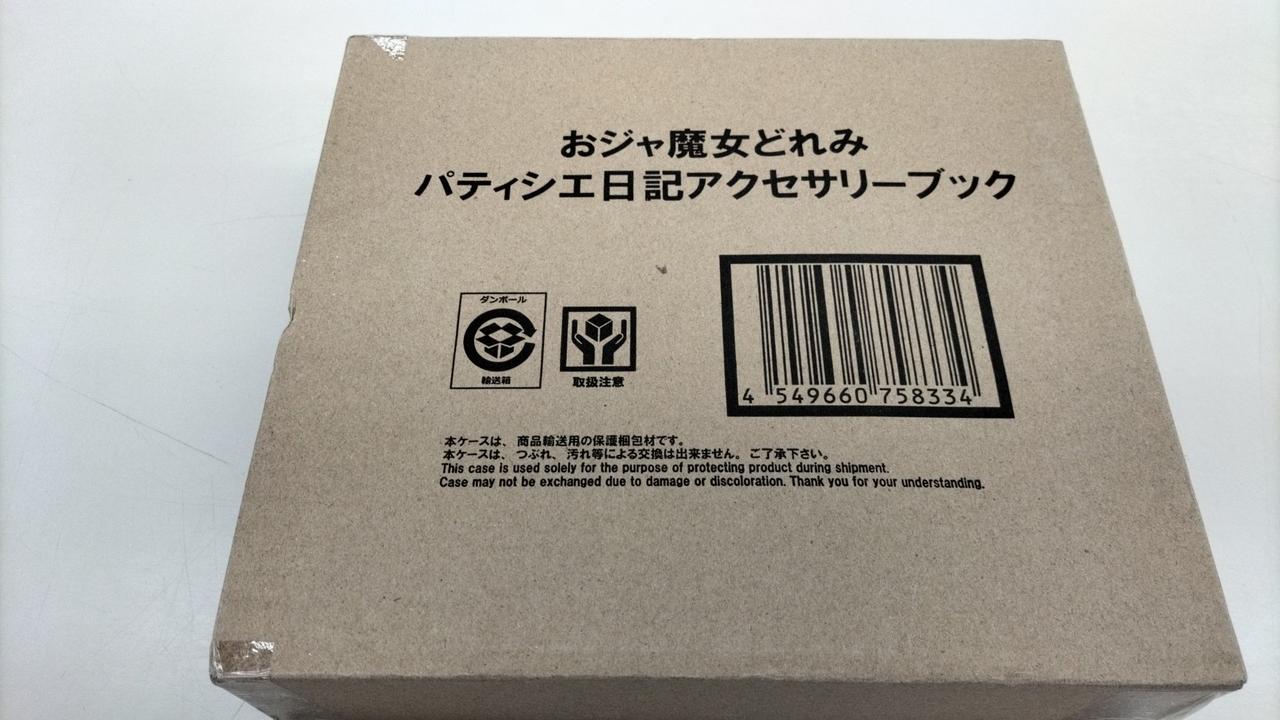 おジャ魔女どれみ
パティシエ日記アクセサリーブック
ダンボール
輸送箱
取扱注意
4 549660 758334
本ケースは、商品輸送用の保護梱包材です。
本ケースは、つぶれ、汚れ等による交換は出来ません。ご了承下さい。
This case is used solely for the purpose of protecting product during shipment.
Case may not be exchanged due to damage or discoloration. Thank you for your understanding.